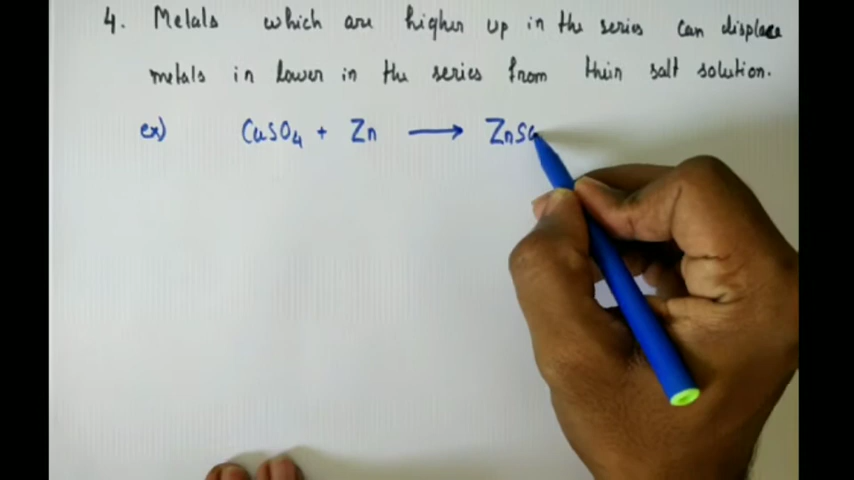 4. Metals which are higher up in the series can displace
metals in lower in the series from their salt solution.
ex) CuSO4 + Zn → ZnSO